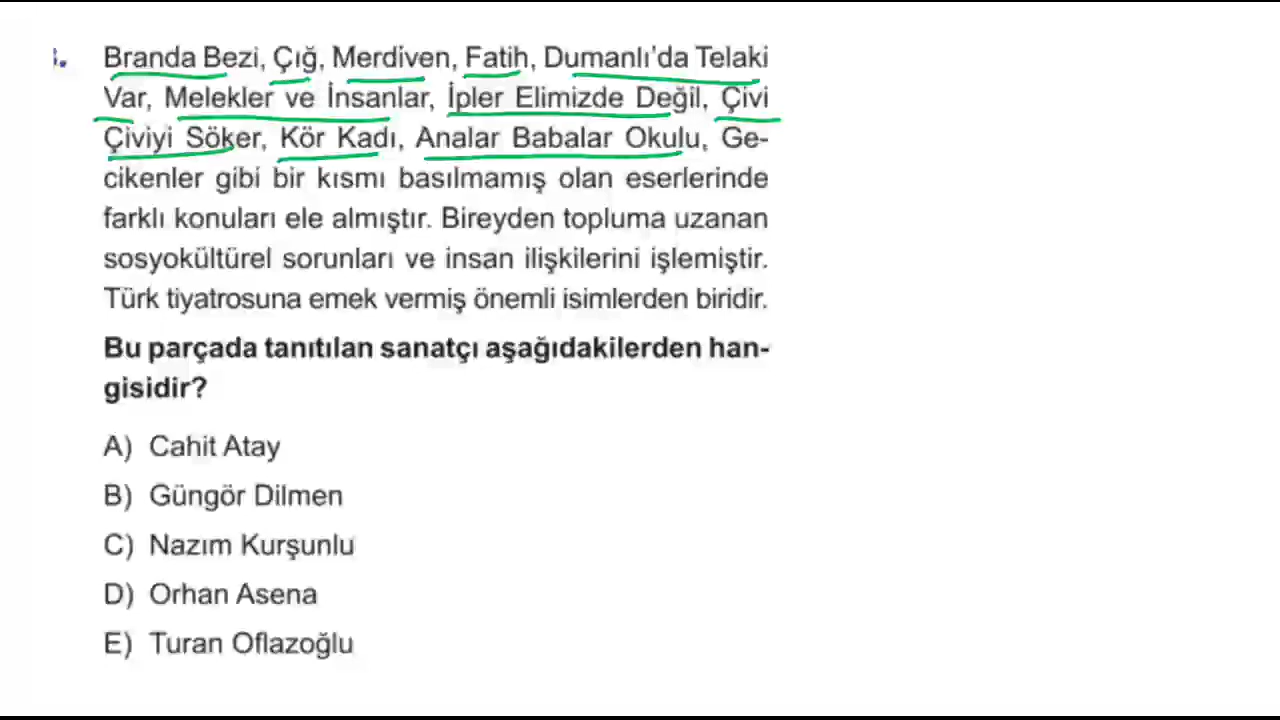 Branda Bezi, Çığ, Merdiven, Fatih, Dumanlı'da Telaki
Var, Melekler ve İnsanlar, İpler Elimizde Değil, Çivi
Çiviyi Söker, Kör Kadı, Analar Babalar Okulu, Ge-
cikenler gibi bir kısmı basılmamış olan eserlerinde
farklı konuları ele almıştır. Bireyden topluma uzanan
sosyokültürel sorunları ve insan ilişkilerini işlemiştir.
Türk tiyatrosuna emek vermiş önemli isimlerden biridir.
Bu parçada tanıtılan sanatçı aşağıdakilerden han-
gisidir?
A) Cahit Atay
B) Güngör Dilmen
C) Nazım Kurşunlu
D) Orhan Asena
E) Turan Oflazoğlu